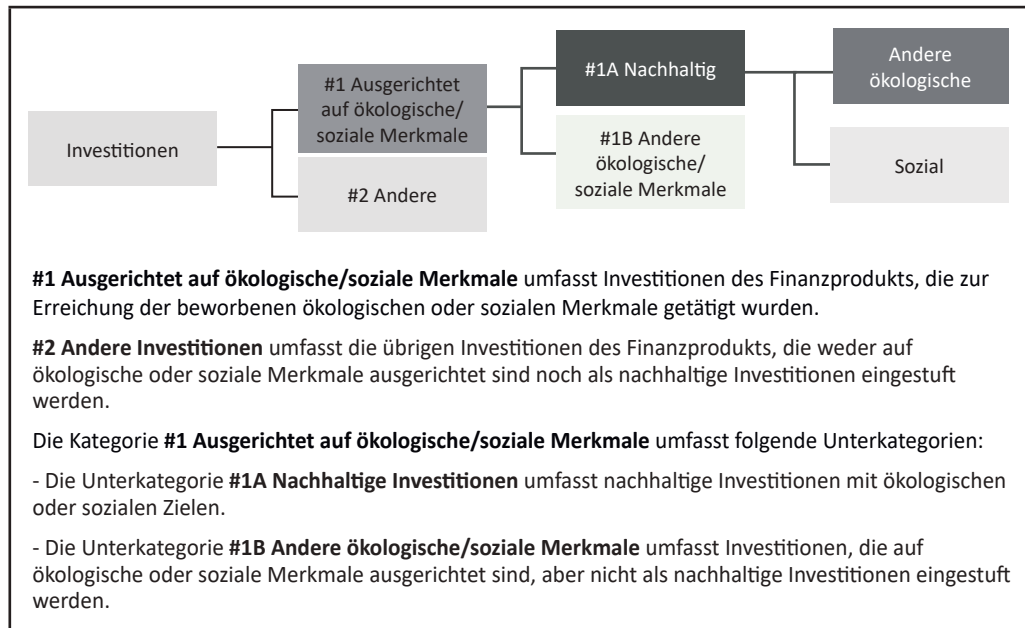 Investitionen
#1 Ausgerichtet
auf ökologische/
soziale Merkmale
#2 Andere
#1A Nachhaltig
#1B Andere
ökologische/
soziale Merkmale
Andere
ökologische
Sozial
#1 Ausgerichtet auf ökologische/soziale Merkmale umfasst Investitionen des Finanzprodukts, die zur
Erreichung der beworbenen ökologischen oder sozialen Merkmale getätigt wurden.
#2 Andere Investitionen umfasst die übrigen Investitionen des Finanzprodukts, die weder auf
ökologische oder soziale Merkmale ausgerichtet sind noch als nachhaltige Investitionen eingestuft
werden.
Die Kategorie #1 Ausgerichtet auf ökologische/soziale Merkmale umfasst folgende Unterkategorien:
- Die Unterkategorie #1A Nachhaltige Investitionen umfasst nachhaltige Investitionen mit ökologischen
oder sozialen Zielen.
- Die Unterkategorie #1B Andere ökologische/soziale Merkmale umfasst Investitionen, die auf
ökologische oder soziale Merkmale ausgerichtet sind, aber nicht als nachhaltige Investitionen eingestuft
werden.